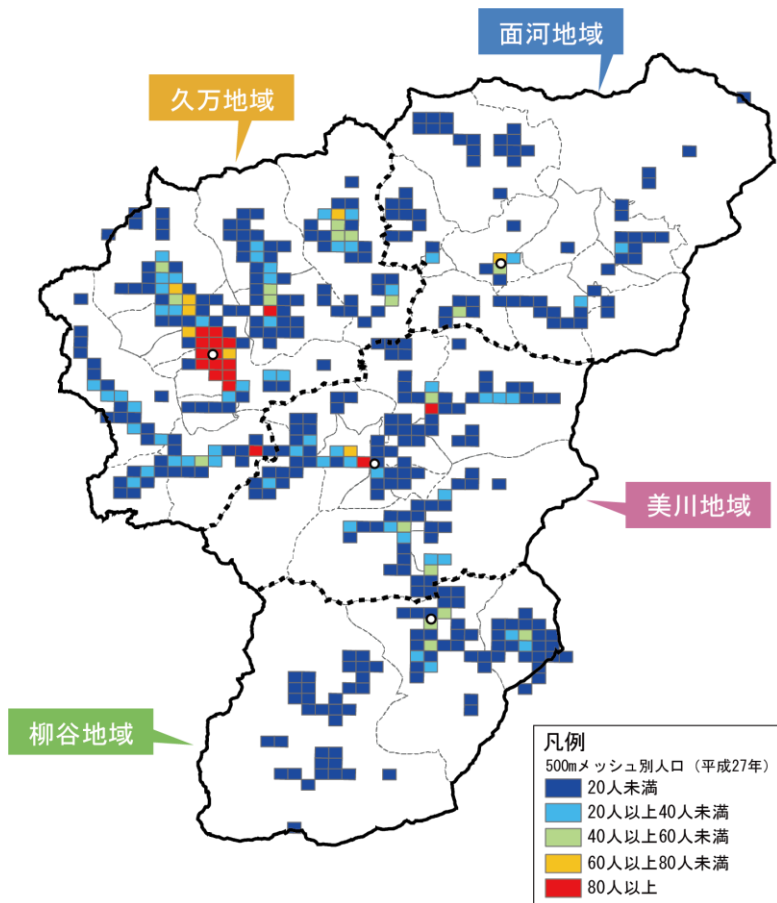 面河地域
久万地域
美川地域
柳谷地域
凡例
500mメッシュ別人口（平成27年）
20人未満
20人以上40人未満
40人以上60人未満
60人以上80人未満
80人以上